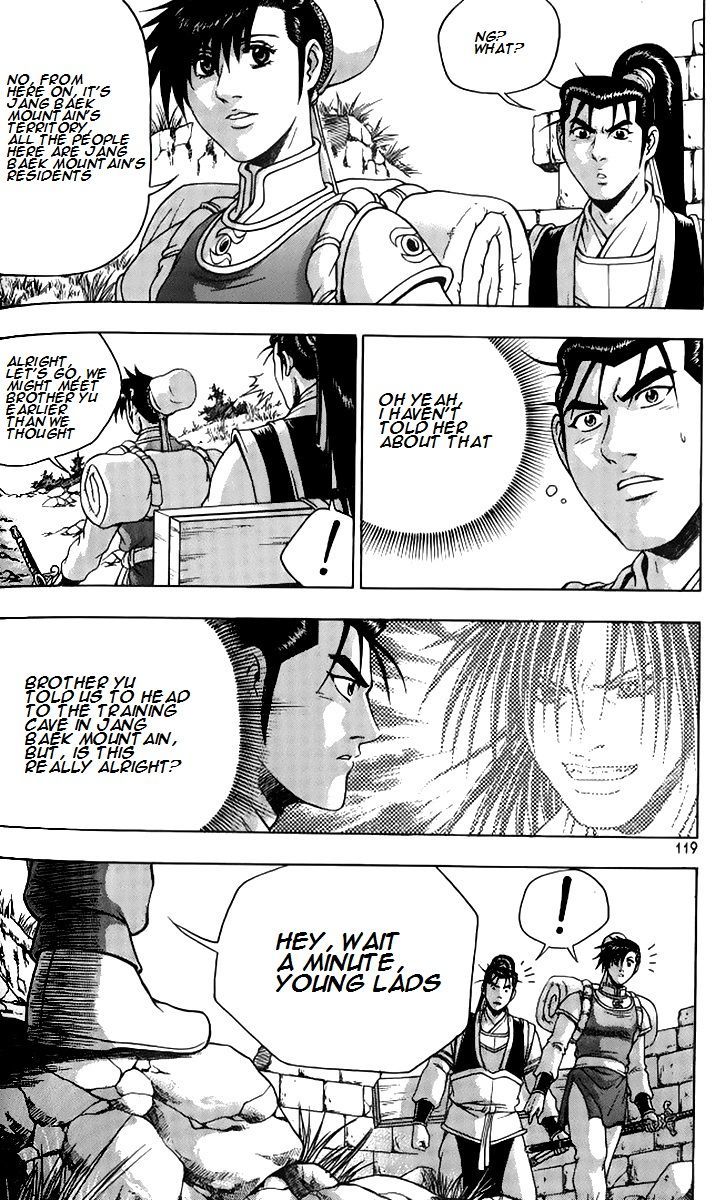 NO, FROM
HERE ON, IT'S
JANG BAEK
MOUNTAIN'S
TERRITORY,
ALL THE PEOPLE
HERE ARE JANG
BAEK MOUNTAIN'S
RESIDENTS
NG?
WHAT?
ALRIGHT,
LET'S GO, WE
MIGHT MEET
BROTHER YU
EARLIER
THAN WE
THOUGHT
!
OH YEAH,
I HAVEN'T
TOLD HER
ABOUT THAT
BROTHER YU
TOLD US TO HEAD
TO THE TRAINING
CAVE IN JANG
BAEK MOUNTAIN,
BUT, IS THIS
REALLY ALRIGHT?
119
HEY, WAIT
A MINUTE,
YOUNG LADS
!